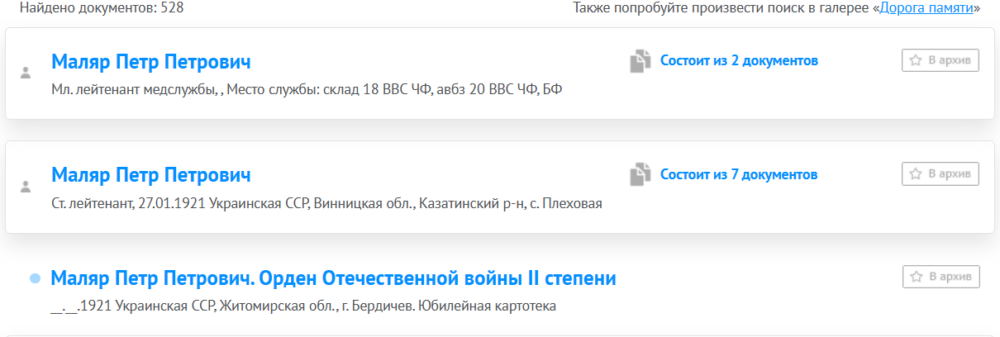 Найдено документов: 528
Также попробуйте произвести поиск в галерее «Дорога памяти»
Маляр Петр Петрович
Состоит из 2 документов
В архив
Мл. лейтенант медслужбы, , Место службы: склад 18 ВВС ЧФ, авбз 20 ВВС ЧФ, БФ
Маляр Петр Петрович
Состоит из 7 документов
В архив
Ст. лейтенант, 27.01.1921 Украинская ССР, Винницкая обл., Казатинский р-н, с. Плеховая
Маляр Петр Петрович. Орден Отечественной войны II степени
В архив
__.__.1921 Украинская ССР, Житомирская обл., г. Бердичев. Юбилейная картотека